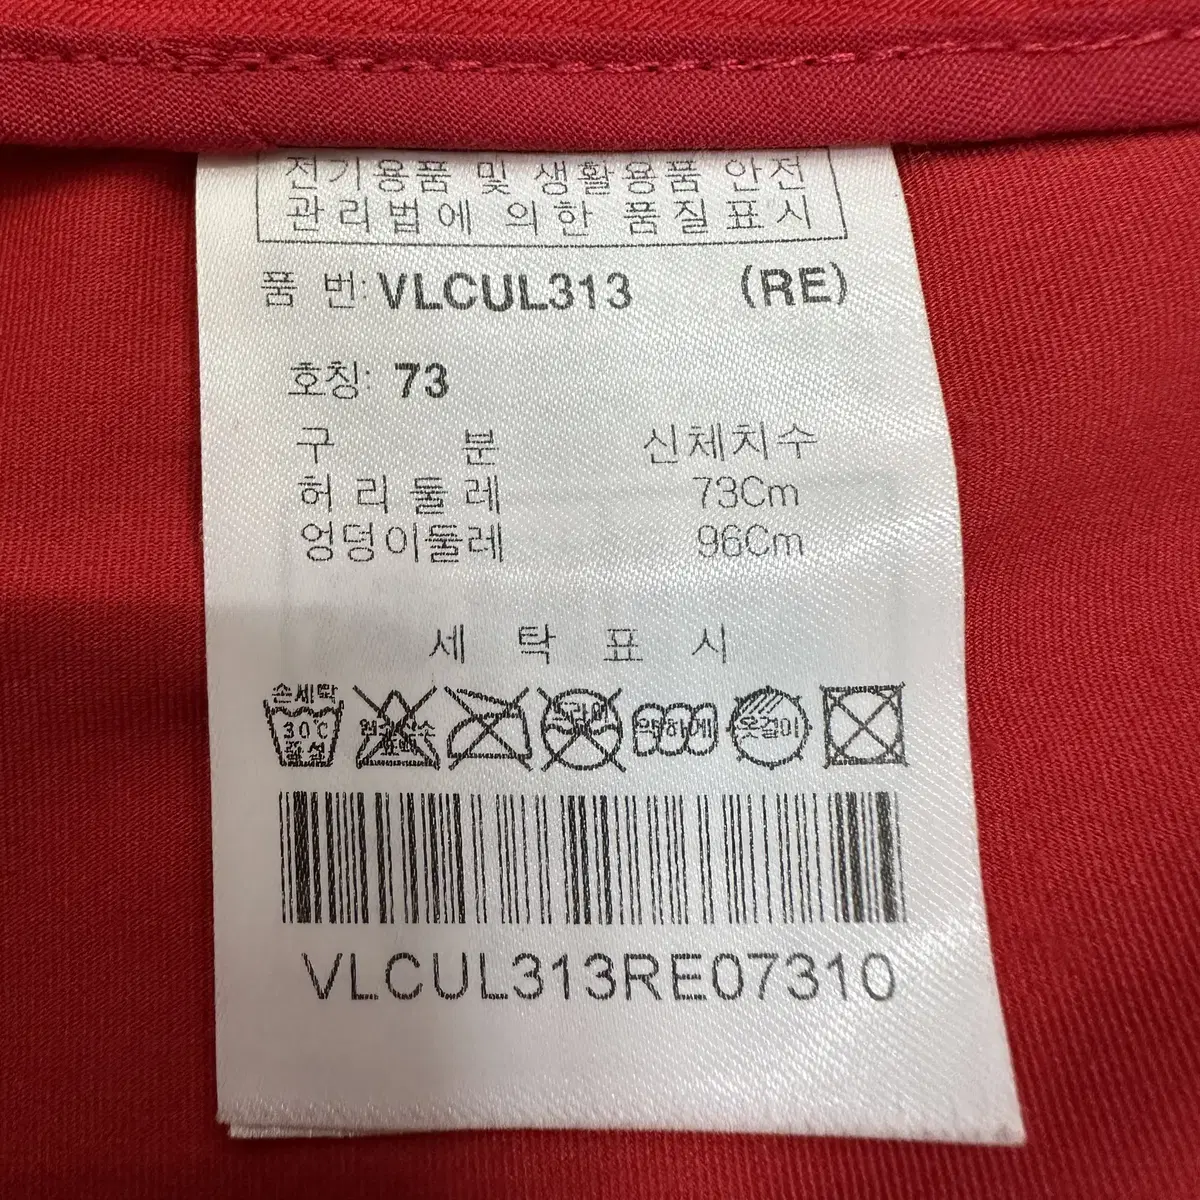 전기용품 및 생활용품 안전
관리법에 의한 품질표시
품 번: VLCUL313 (RE)
호칭: 73
구 분 신체치수
허리둘레 73Cm
엉덩이둘레 96Cm
세 탁 표 시
손세탁
30℃
중성
약하게
옷걸이
VLCUL313RE07310